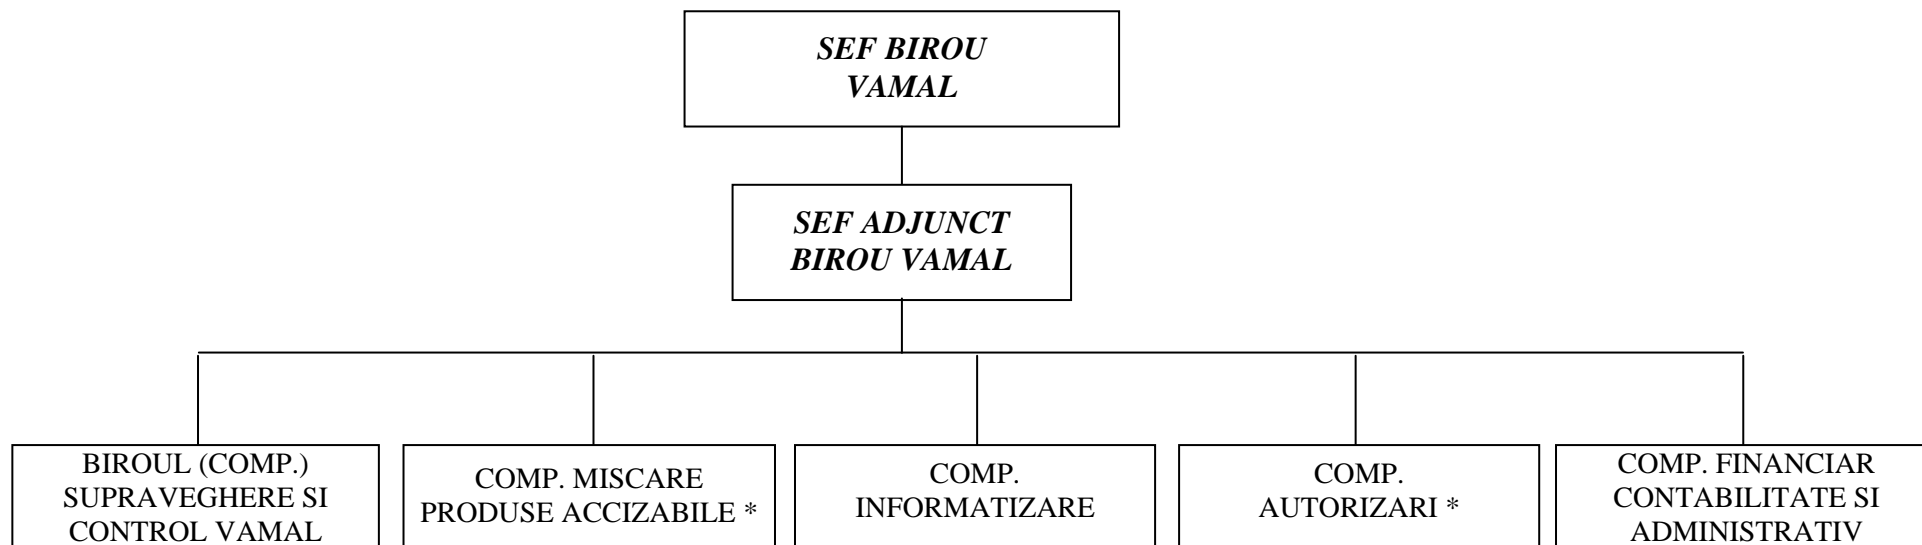 SEF BIROU
VAMAL
SEF ADJUNCT
BIROU VAMAL
BIROUL (COMP.)
SUPRAVEGHERE SI
CONTROL VAMAL
COMP. MISCARE
PRODUSE ACCIZABILE *
COMP.
INFORMATIZARE
COMP.
AUTORIZARI *
COMP. FINANCIAR
CONTABILITATE SI
ADMINISTRATIV